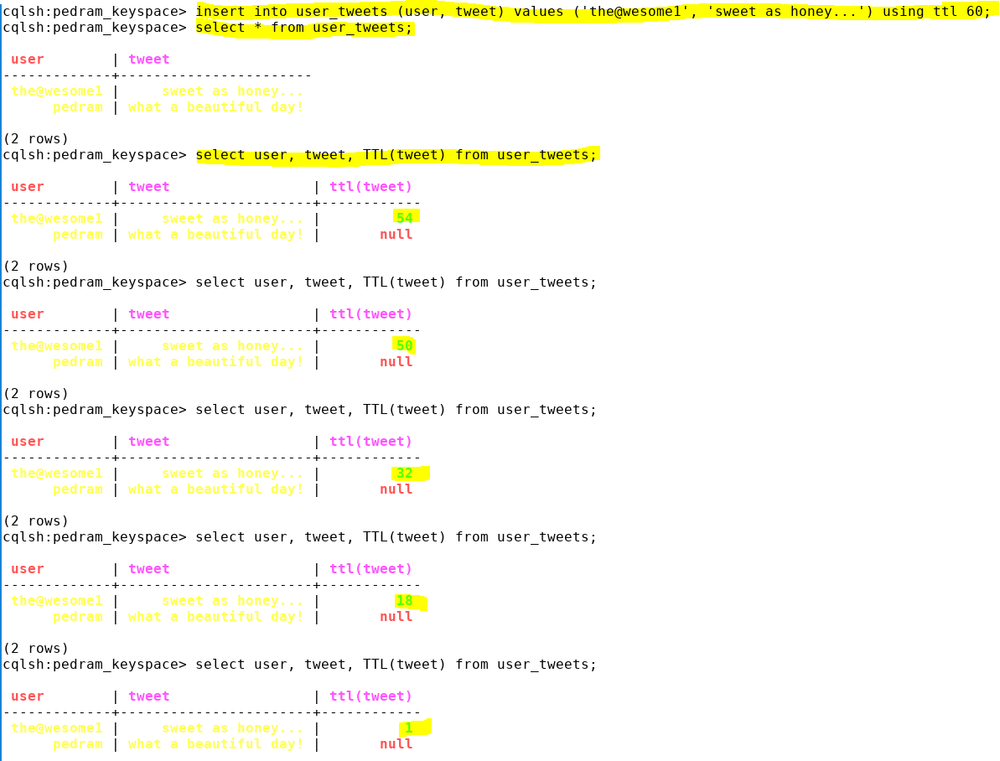 cqlsh:pedram_keyspace> insert into user_tweets (user, tweet) values ('the@wesome1', 'sweet as honey...') using ttl 60;
cqlsh:pedram_keyspace> select * from user_tweets;
 user        | tweet
-------------+-----------------------
 the@wesome1 |     sweet as honey...
      pedram | what a beautiful day!
(2 rows)
cqlsh:pedram_keyspace> select user, tweet, TTL(tweet) from user_tweets;
 user        | tweet                 | ttl(tweet)
-------------+-----------------------+------------
 the@wesome1 |     sweet as honey... |         54
      pedram | what a beautiful day! |       null
(2 rows)
cqlsh:pedram_keyspace> select user, tweet, TTL(tweet) from user_tweets;
 user        | tweet                 | ttl(tweet)
-------------+-----------------------+------------
 the@wesome1 |     sweet as honey... |         50
      pedram | what a beautiful day! |       null
(2 rows)
cqlsh:pedram_keyspace> select user, tweet, TTL(tweet) from user_tweets;
 user        | tweet                 | ttl(tweet)
-------------+-----------------------+------------
 the@wesome1 |     sweet as honey... |         32
      pedram | what a beautiful day! |       null
(2 rows)
cqlsh:pedram_keyspace> select user, tweet, TTL(tweet) from user_tweets;
 user        | tweet                 | ttl(tweet)
-------------+-----------------------+------------
 the@wesome1 |     sweet as honey... |         18
      pedram | what a beautiful day! |       null
(2 rows)
cqlsh:pedram_keyspace> select user, tweet, TTL(tweet) from user_tweets;
 user        | tweet                 | ttl(tweet)
-------------+-----------------------+------------
 the@wesome1 |     sweet as honey... |          1
      pedram | what a beautiful day! |       null